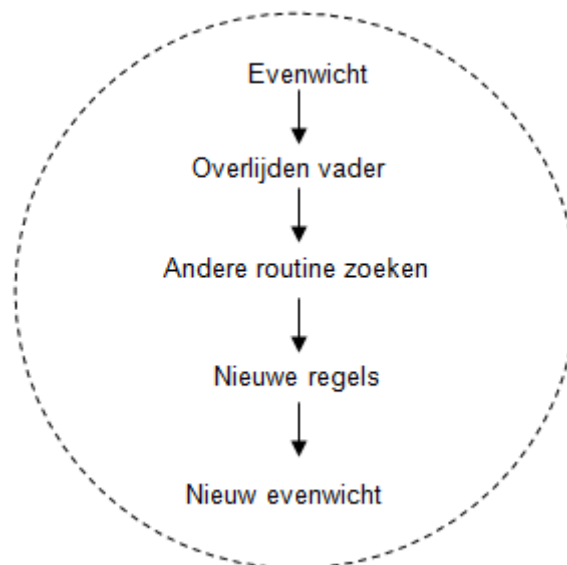 Evenwicht
Overlijden vader
Andere routine zoeken
Nieuwe regels
Nieuw evenwicht